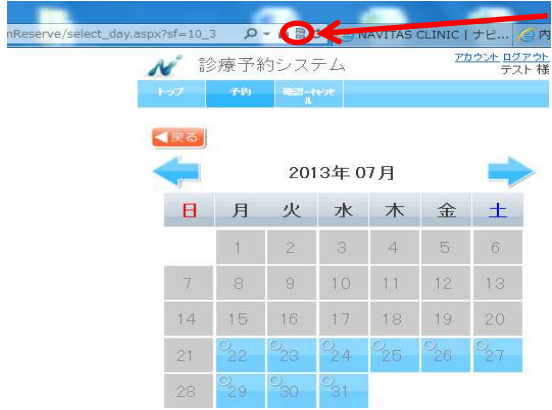 nReserve/select_day.aspx?sf=10_3
NAVITAS CLINIC | ナビ...
内
診療予約システム
アカウント ログアウト
テスト 様
トップ 予約 確認・キャンセル
戻る
2013年 07月
日 月 火 水 木 金 土
1 2 3 4 5 6
7 8 9 10 11 12 13
14 15 16 17 18 19 20
21 22 23 24 25 26 27
28 29 30 31